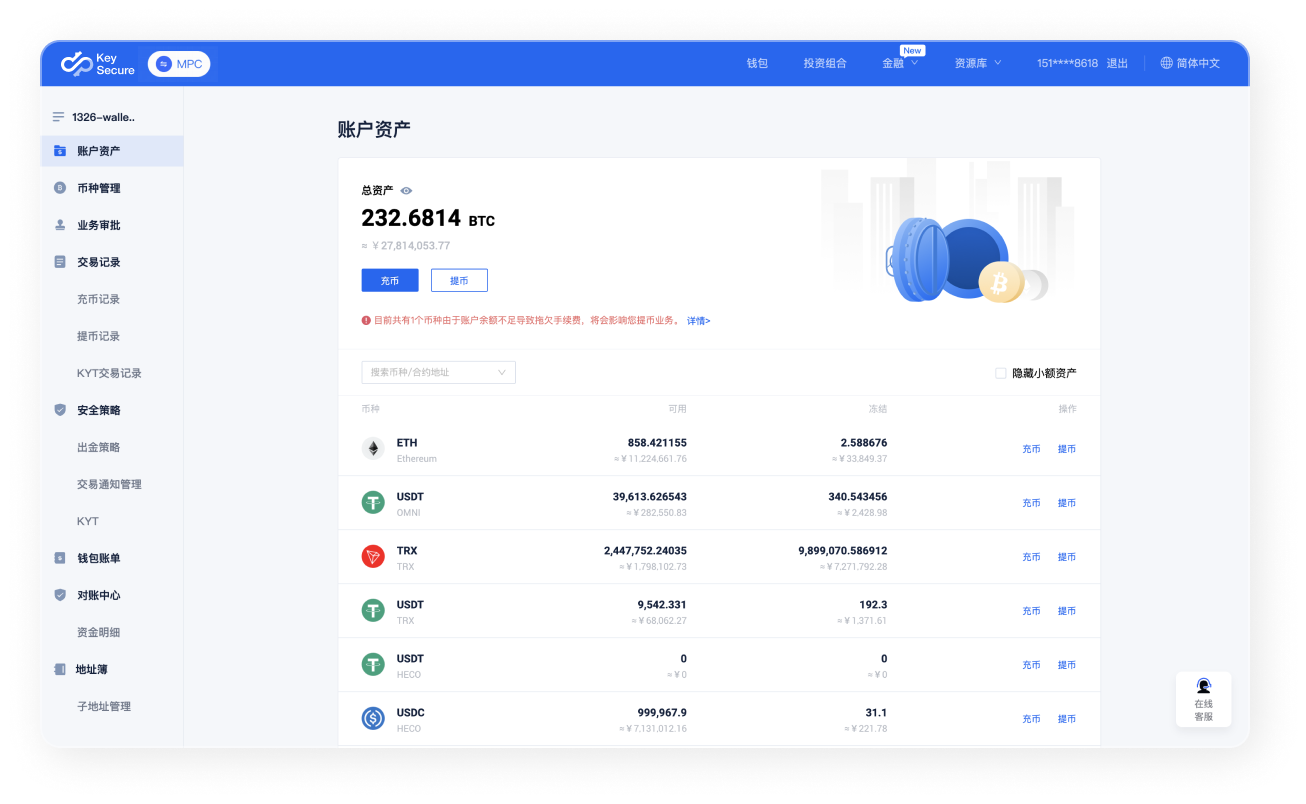 Key
Secure
MPC
钱包
投资组合
金融
New
资源库
151****8618 退出
简体中文
1326-walle..
账户资产
币种管理
业务审批
交易记录
充币记录
提币记录
KYT交易记录
安全策略
出金策略
交易通知管理
KYT
钱包账单
对账中心
资金明细
地址簿
子地址管理
账户资产
总资产
232.6814 BTC
≈ ¥27,814,053.77
充币 提币
目前共有1个币种由于账户余额不足导致拖欠手续费，将会影响您提币业务。 详情>
搜索币种/合约地址
隐藏小额资产
币种 可用 冻结 操作
ETH 858.421155 2.588676
Ethereum ≈¥11.224.661.76 ≈¥33,849.37
充币 提币
USDT 39,613.626543 340.543456
OMNI ≈¥282,550.83 ≈¥2,428.98
充币 提币
TRX 2,447,752.24035 9,899,070.586912
TRX ≈¥1,798,102.73 ≈¥7,271,792.28
充币 提币
USDT 9,542.331 192.3
TRX ≈¥68,062.27 ≈¥1,371.61
充币 提币
USDT 0 0
HECO ≈¥0 ≈¥0
充币 提币
USDC 999,967.9 31.1
HECO ≈¥7,131,012.16 ≈¥221.78
充币 提币
在线
客服